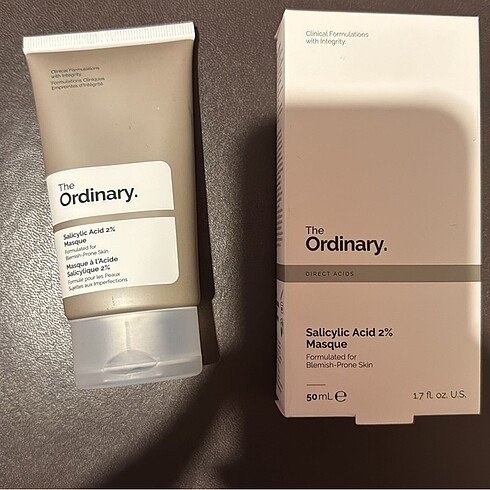 Clinical Formulations
with Integrity.
Formulations Cliniques
Empreintes d'Intégrité.
The
Ordinary.
Salicylic Acid 2%
Masque
Formulated for
Blemish-Prone Skin
Masque à l'Acide
Salicylique 2%
Formulé pour les Peaux
Sujettes aux Imperfections
Clinical Formulations
with Integrity.
The
Ordinary.
DIRECT ACIDS
Salicylic Acid 2%
Masque
Formulated for
Blemish-Prone Skin
50 mL ℮ 1.7 fl. oz. U.S.